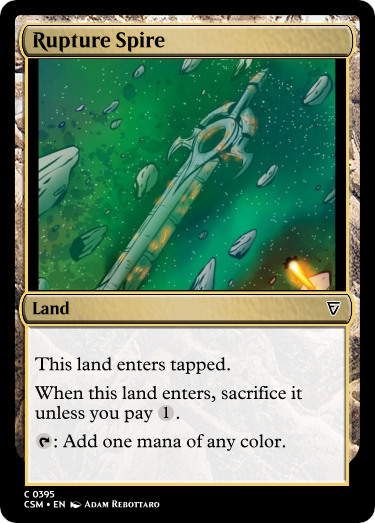 Rupture Spire
Land
This land enters tapped.
When this land enters, sacrifice it
unless you pay 1.
: Add one mana of any color.
C 0395
CSM • EN Adam Rebottaro